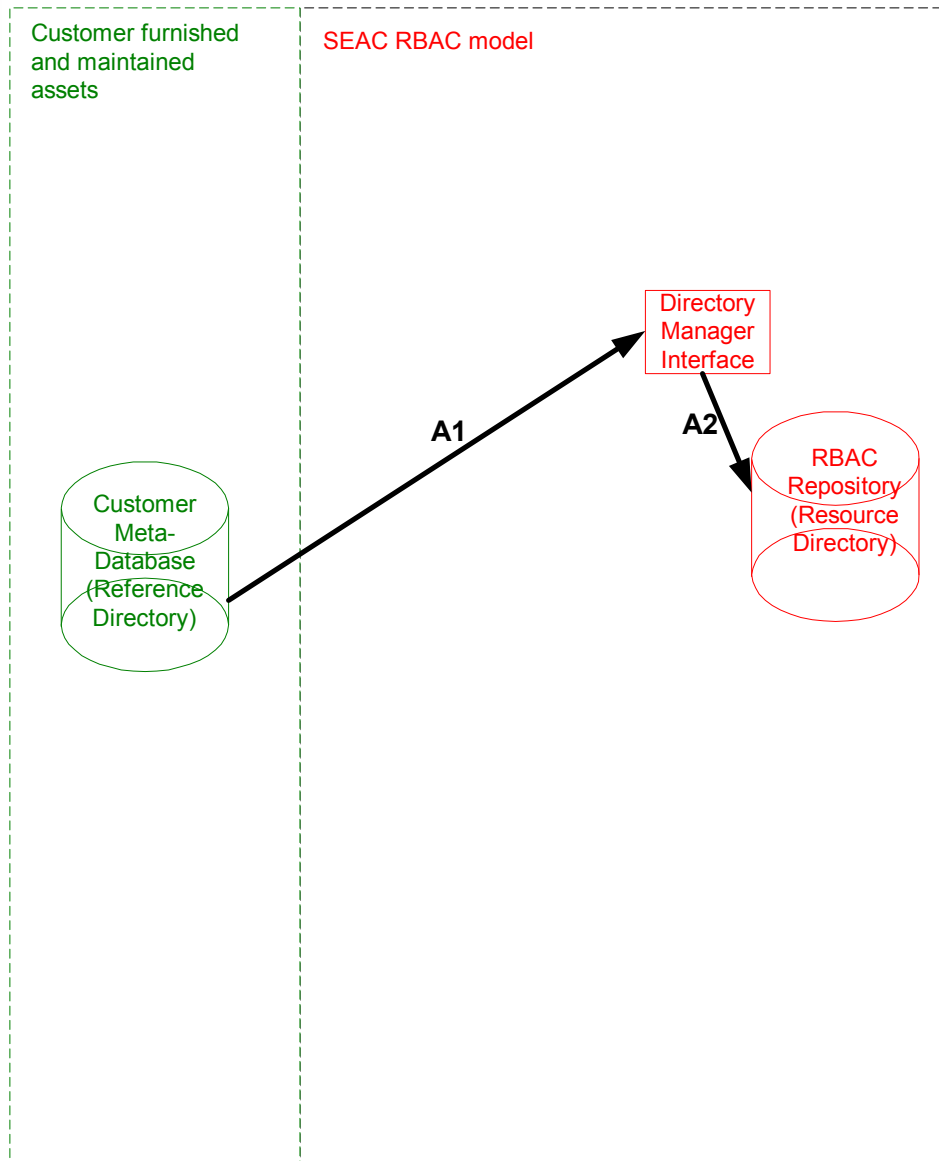 Customer furnished
and maintained
assets
SEAC RBAC model
Directory
Manager
Interface
A1
A2
RBAC
Repository
(Resource
Directory)
Customer
Meta-
Database
(Reference
Directory)